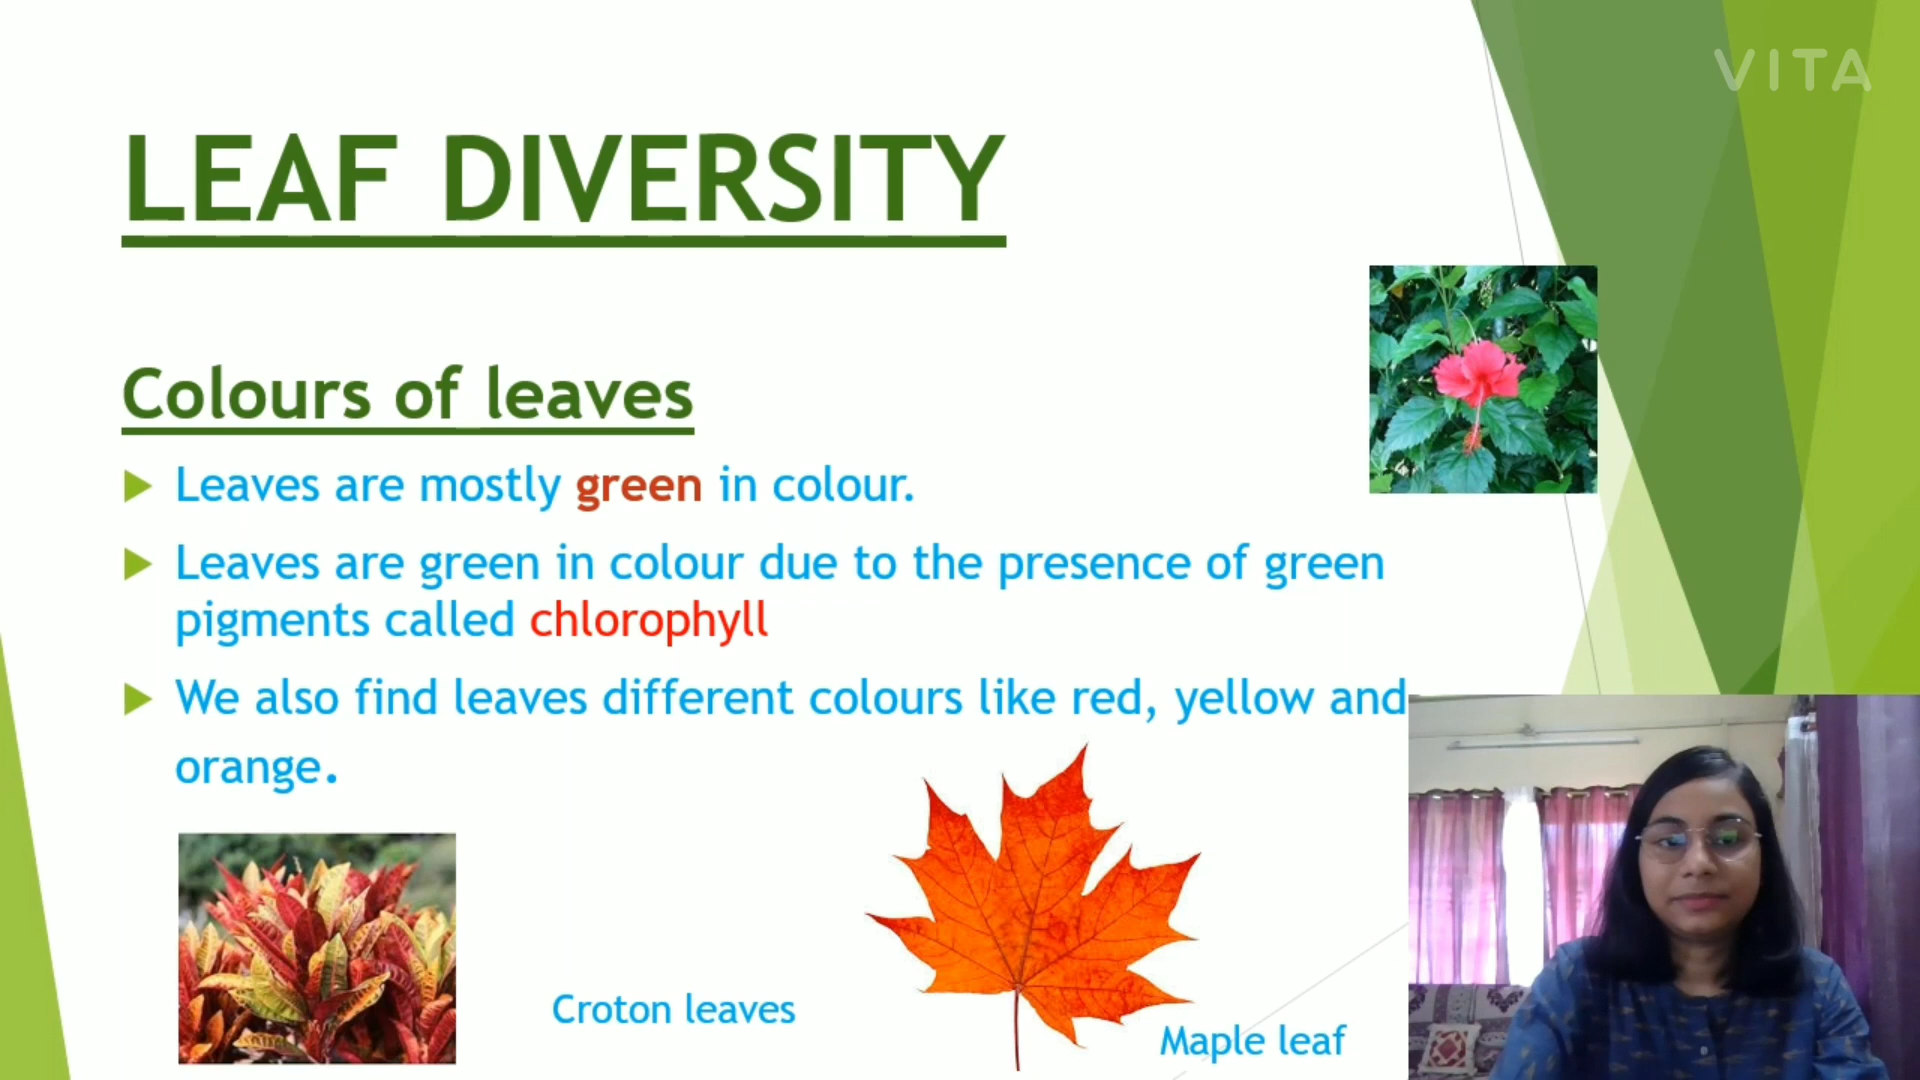 VITA
LEAF DIVERSITY
Colours of leaves
Leaves are mostly green in colour.
Leaves are green in colour due to the presence of green
pigments called chlorophyll
We also find leaves different colours like red, yellow and
orange.
Croton leaves
Maple leaf